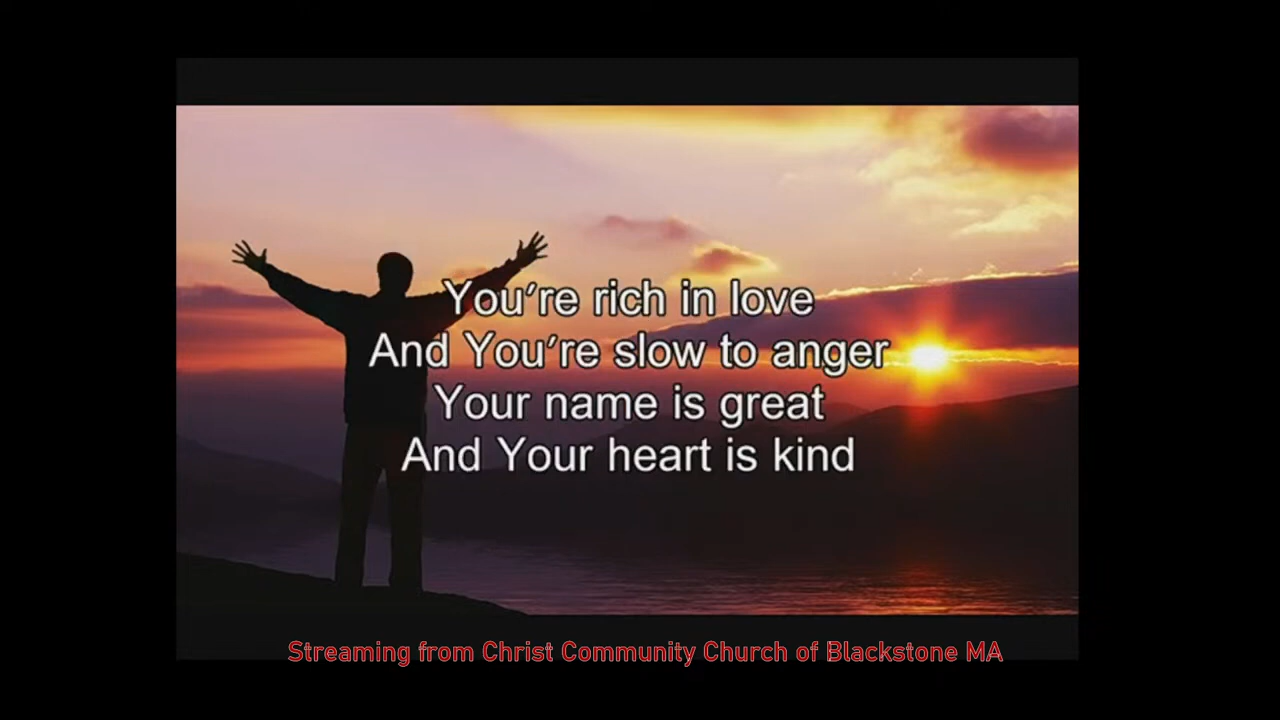 You're rich in love
And You're slow to anger
Your name is great
And Your heart is kind
Streaming from Christ Community Church of Blackstone MA